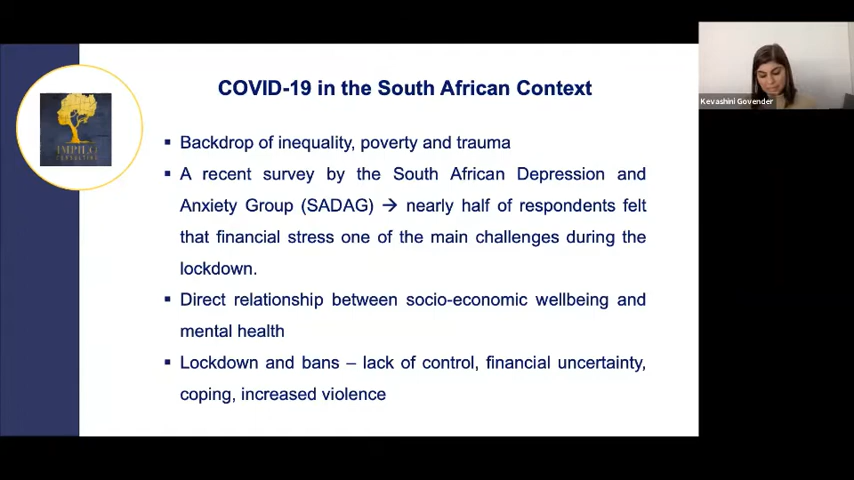 COVID-19 in the South African Context
Kevashini Govender
IMPILO
CONSULTING
▪ Backdrop of inequality, poverty and trauma
▪ A recent survey by the South African Depression and
Anxiety Group (SADAG) → nearly half of respondents felt
that financial stress one of the main challenges during the
lockdown.
▪ Direct relationship between socio-economic wellbeing and
mental health
▪ Lockdown and bans – lack of control, financial uncertainty,
coping, increased violence